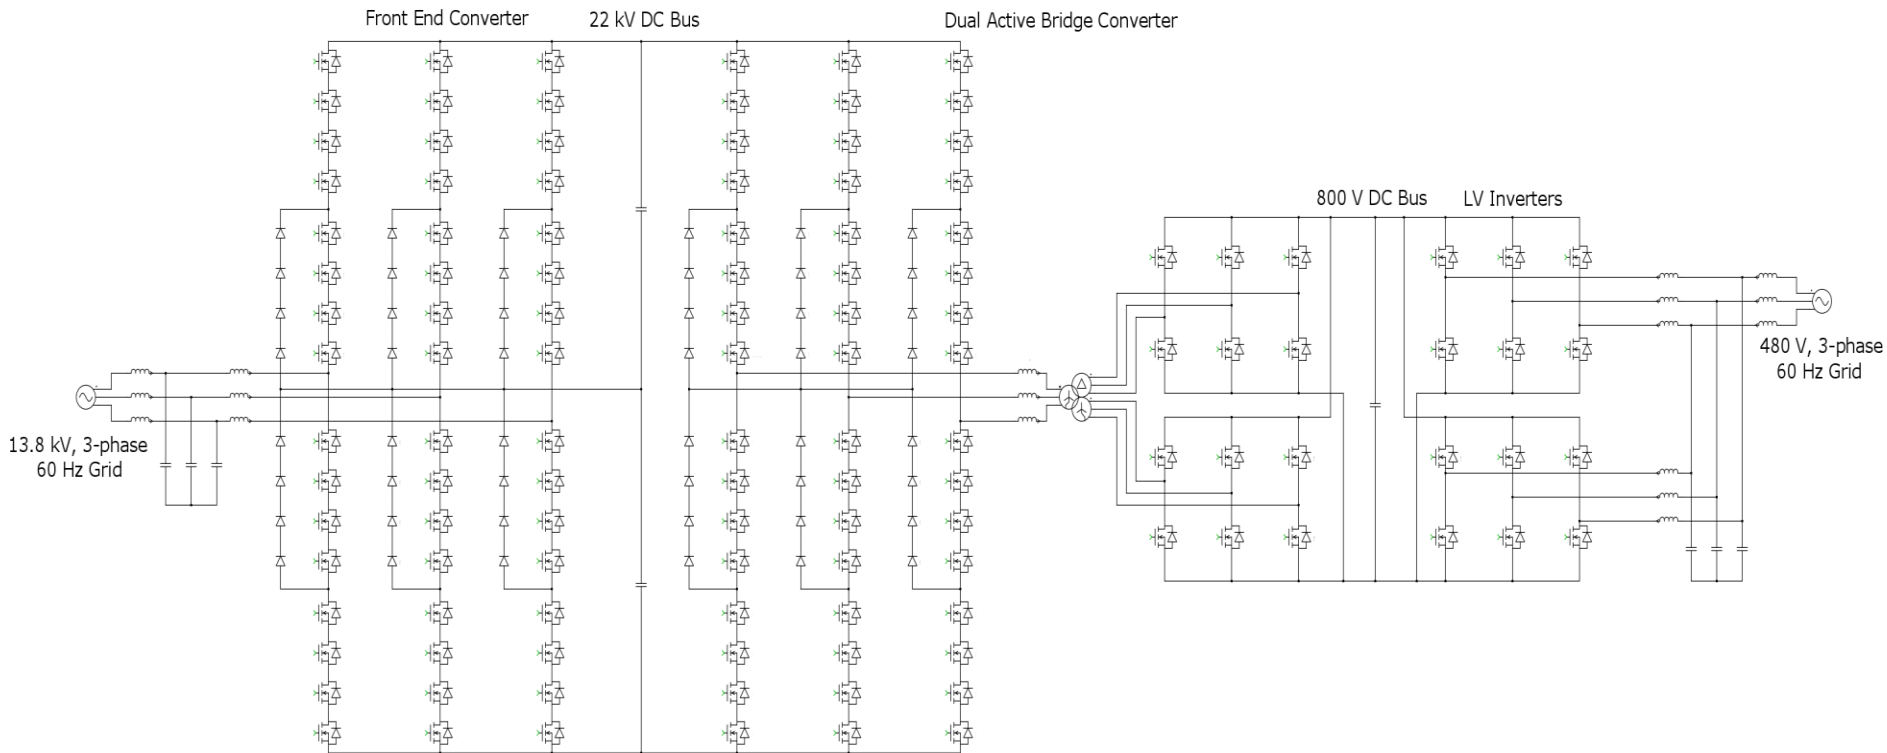 Front End Converter
22 kV DC Bus
Dual Active Bridge Converter
800 V DC Bus
LV Inverters
13.8 kV, 3-phase
60 Hz Grid
480 V, 3-phase
60 Hz Grid